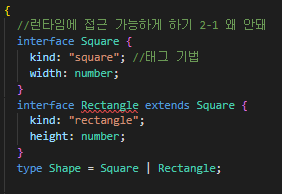 {
//런타임에 접근 가능하게 하기 2-1 왜 안돼
interface Square {
kind: "square"; //태그 기법
width: number;
}
interface Rectangle extends Square {
kind: "rectangle";
height: number;
}
type Shape = Square | Rectangle;